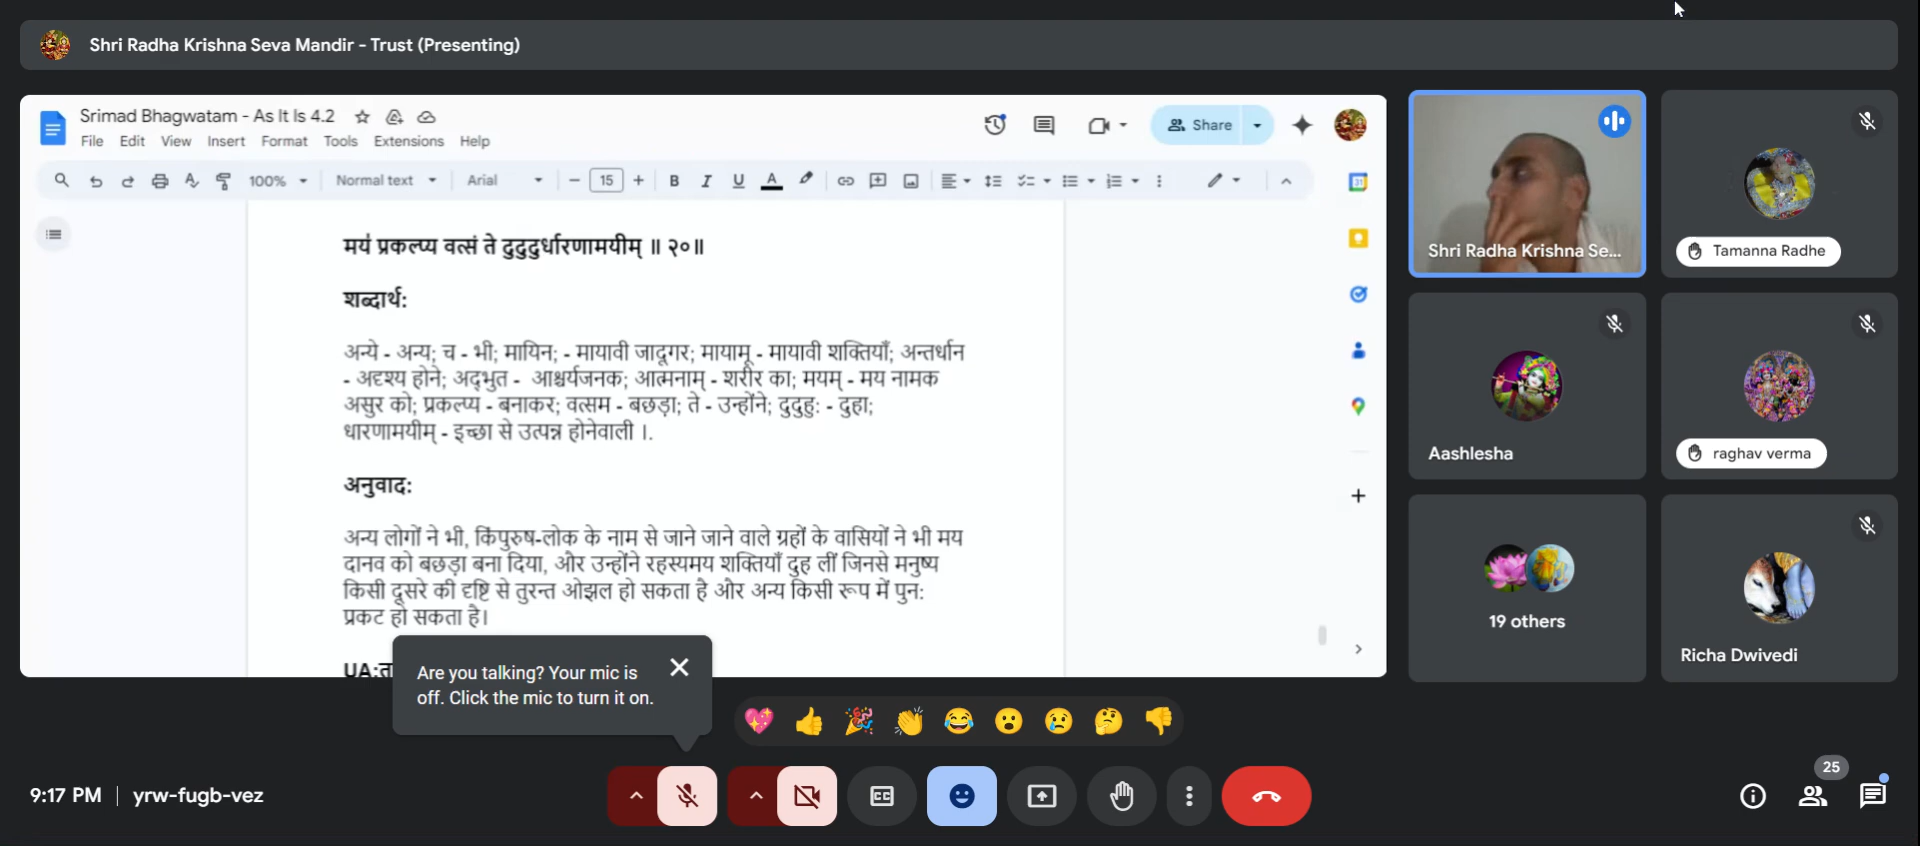 Shri Radha Krishna Seva Mandir - Trust (Presenting)
Srimad Bhagwatam - As It Is 4.2
File Edit View Insert Format Tools Extensions Help
Share
100% Normal text Arial 15 B I U A
31
मयं प्रकल्प्य वत्सं ते दुदुदुर्धारणामयीम् ॥ २०॥
शब्दार्थ:
अन्ये - अन्य; च - भी; मायिन; - मायावी जादूगर; मायामू - मायावी शक्तियाँ; अन्तर्धान
- अदृश्य होने; अद्भुत - आश्चर्यजनक; आत्मनाम् - शरीर का; मयम् - मय नामक
असुर को; प्रकल्प्य - बनाकर; वत्सम - बछड़ा; ते - उन्होंने; दुदुहु: - दुहा;
धारणामयीम् - इच्छा से उत्पन्न होनेवाली ।.
अनुवाद:
अन्य लोगों ने भी, किंपुरुष-लोक के नाम से जाने जाने वाले ग्रहों के वासियों ने भी मय
दानव को बछड़ा बना दिया, और उन्होंने रहस्यमय शक्तियाँ दुह लीं जिनसे मनुष्य
किसी दूसरे की दृष्टि से तुरन्त ओझल हो सकता है और अन्य किसी रूप में पुन:
प्रकट हो सकता है।
UA:
Shri Radha Krishna Se...
Tamanna Radhe
Aashlesha
raghav verma
19 others
Richa Dwivedi
Are you talking? Your mic is
off. Click the mic to turn it on.
9:17 PM | yrw-fugb-vez
CC
25